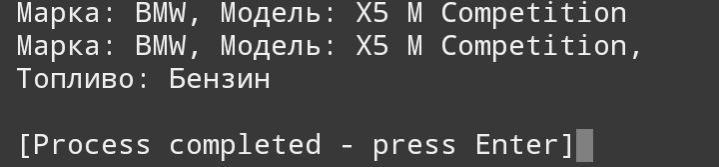 Марка: BMW, Модель: X5 M Competition
Марка: BMW, Модель: X5 M Competition,
Топливо: Бензин
[Process completed - press Enter]